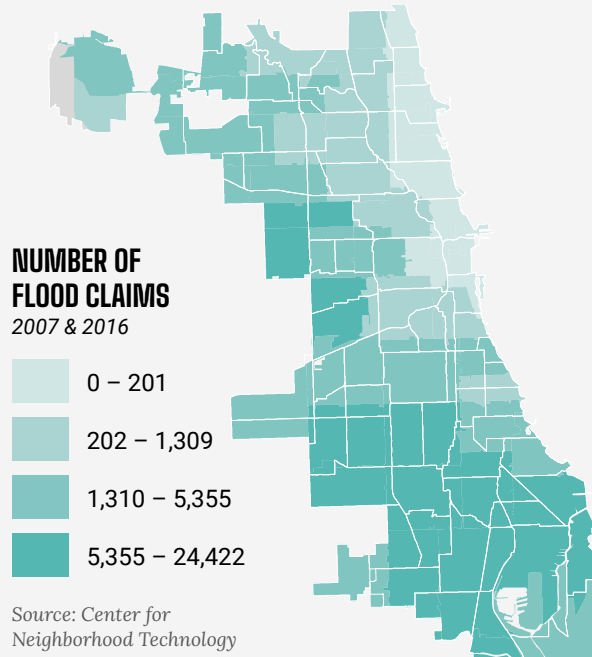 NUMBER OF
FLOOD CLAIMS
2007 & 2016
0 – 201
202 – 1,309
1,310 – 5,355
5,355 – 24,422
Source: Center for
Neighborhood Technology